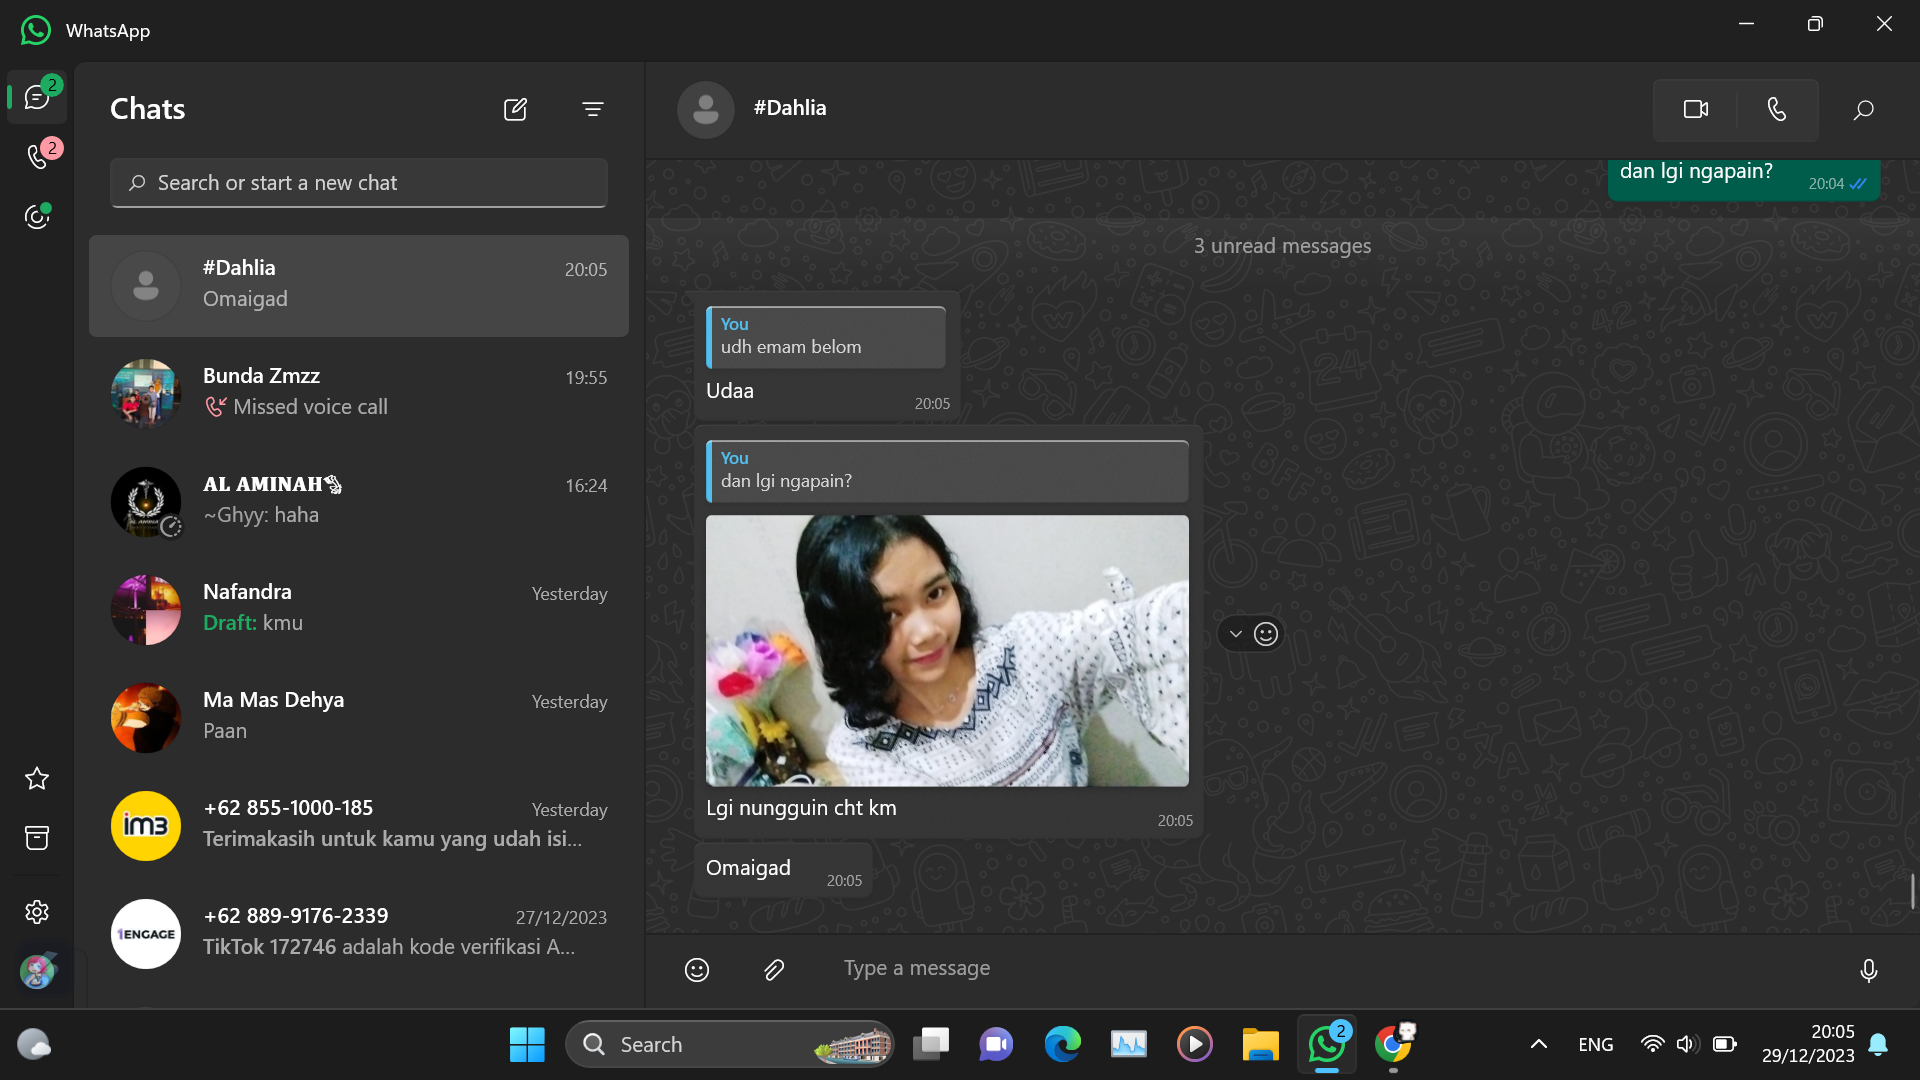 WhatsApp
2
2
Chats
Search or start a new chat
#Dahlia
20:05
Omaigad
Bunda Zmzz
19:55
Missed voice call
AL AMINAH
16:24
~Ghyy: haha
Nafandra
Yesterday
Draft: kmu
Ma Mas Dehya
Yesterday
Paan
im3
+62 855-1000-185
Yesterday
Terimakasih untuk kamu yang udah isi...
1ENGAGE
+62 889-9176-2339
27/12/2023
TikTok 172746 adalah kode verifikasi A...
#Dahlia
dan lgi ngapain?
20:04
3 unread messages
You
udh emam belom
Udaa
20:05
You
dan lgi ngapain?
Lgi nungguin cht km
20:05
Omaigad
20:05
Type a message
Search
2
ENG
20:05
29/12/2023